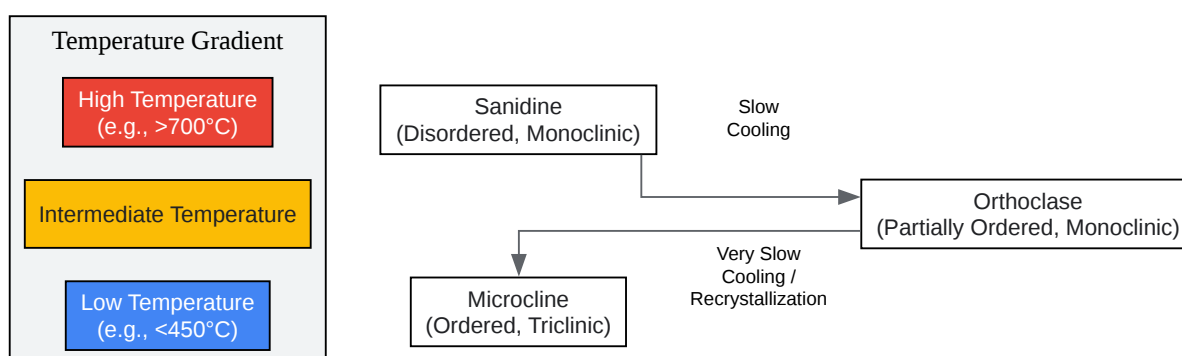 Temperature Gradient
High Temperature
(e.g., >700°C)
Intermediate Temperature
Low Temperature
(e.g., <450°C)
Sanidine
(Disordered, Monoclinic)
Slow
Cooling
Orthoclase
(Partially Ordered, Monoclinic)
Very Slow
Cooling /
Recrystallization
Microcline
(Ordered, Triclinic)